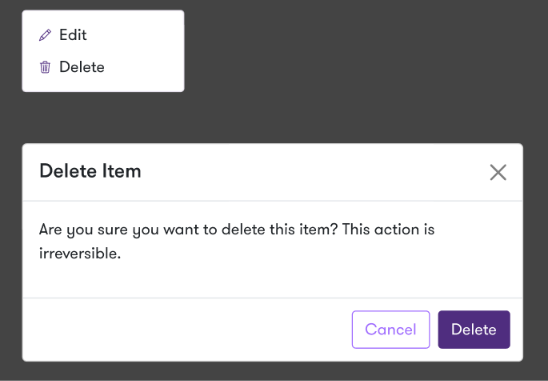 Edit
Delete
Delete Item
Are you sure you want to delete this item? This action is
irreversible.
Cancel
Delete